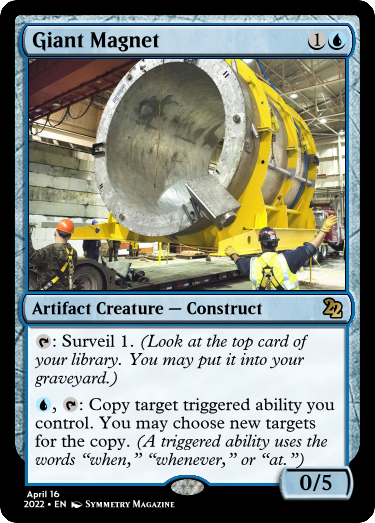 Giant Magnet 1
Artifact Creature — Construct 22
: Surveil 1. (Look at the top card of
your library. You may put it into your
graveyard.)
, : Copy target triggered ability you
control. You may choose new targets
for the copy. (A triggered ability uses the
words “when,” “whenever,” or “at.”)
0/5
April 16
2022 • EN Symmetry Magazine